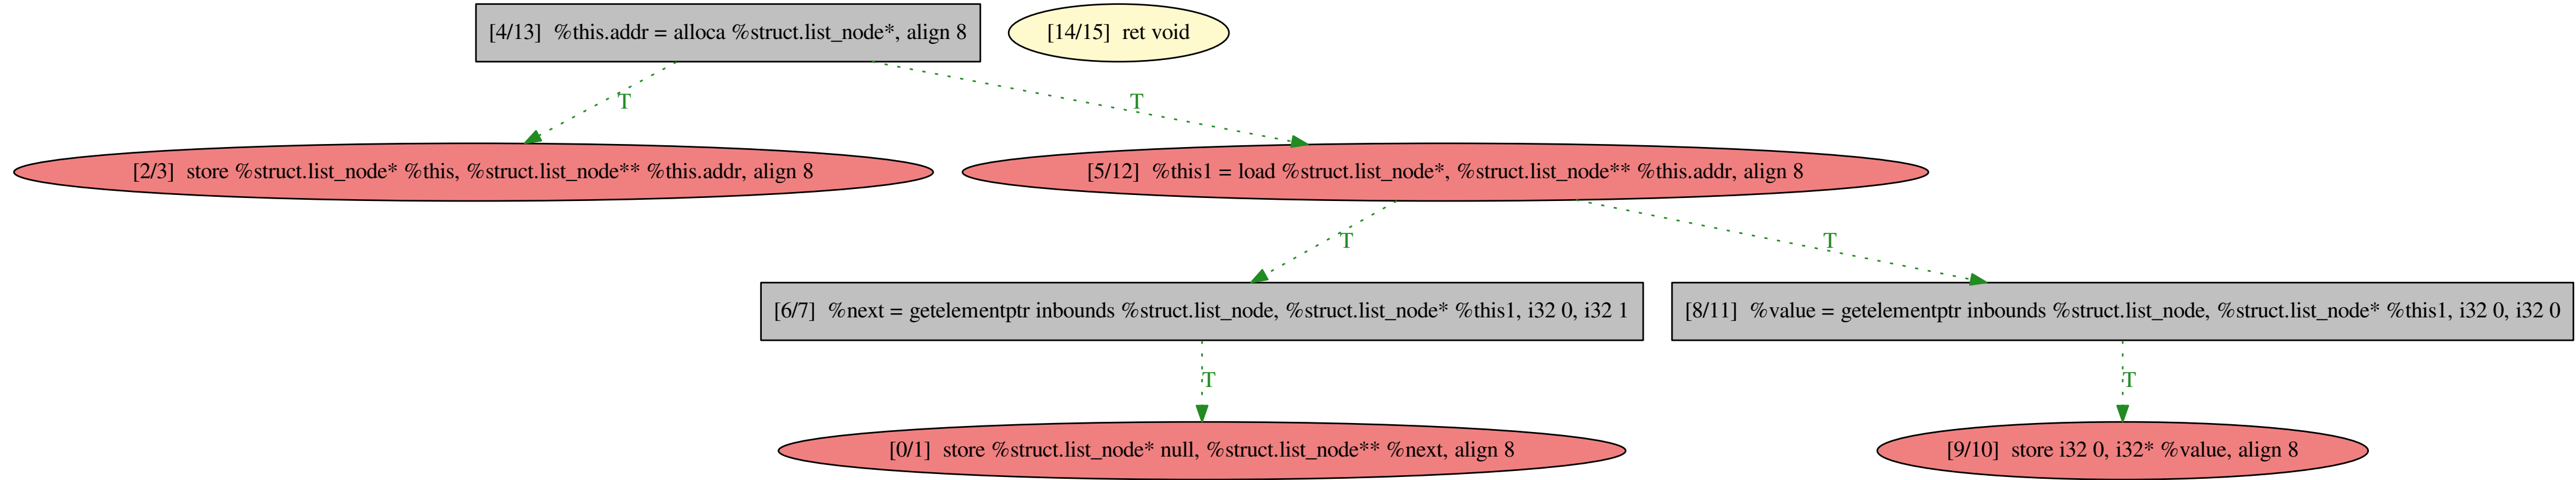 [4/13] %this.addr = alloca %struct.list_node*, align 8
[14/15] ret void
T
T
[2/3] store %struct.list_node* %this, %struct.list_node** %this.addr, align 8
[5/12] %this1 = load %struct.list_node*, %struct.list_node** %this.addr, align 8
T
T
[6/7] %next = getelementptr inbounds %struct.list_node, %struct.list_node* %this1, i32 0, i32 1
[8/11] %value = getelementptr inbounds %struct.list_node, %struct.list_node* %this1, i32 0, i32 0
T
T
[0/1] store %struct.list_node* null, %struct.list_node** %next, align 8
[9/10] store i32 0, i32* %value, align 8